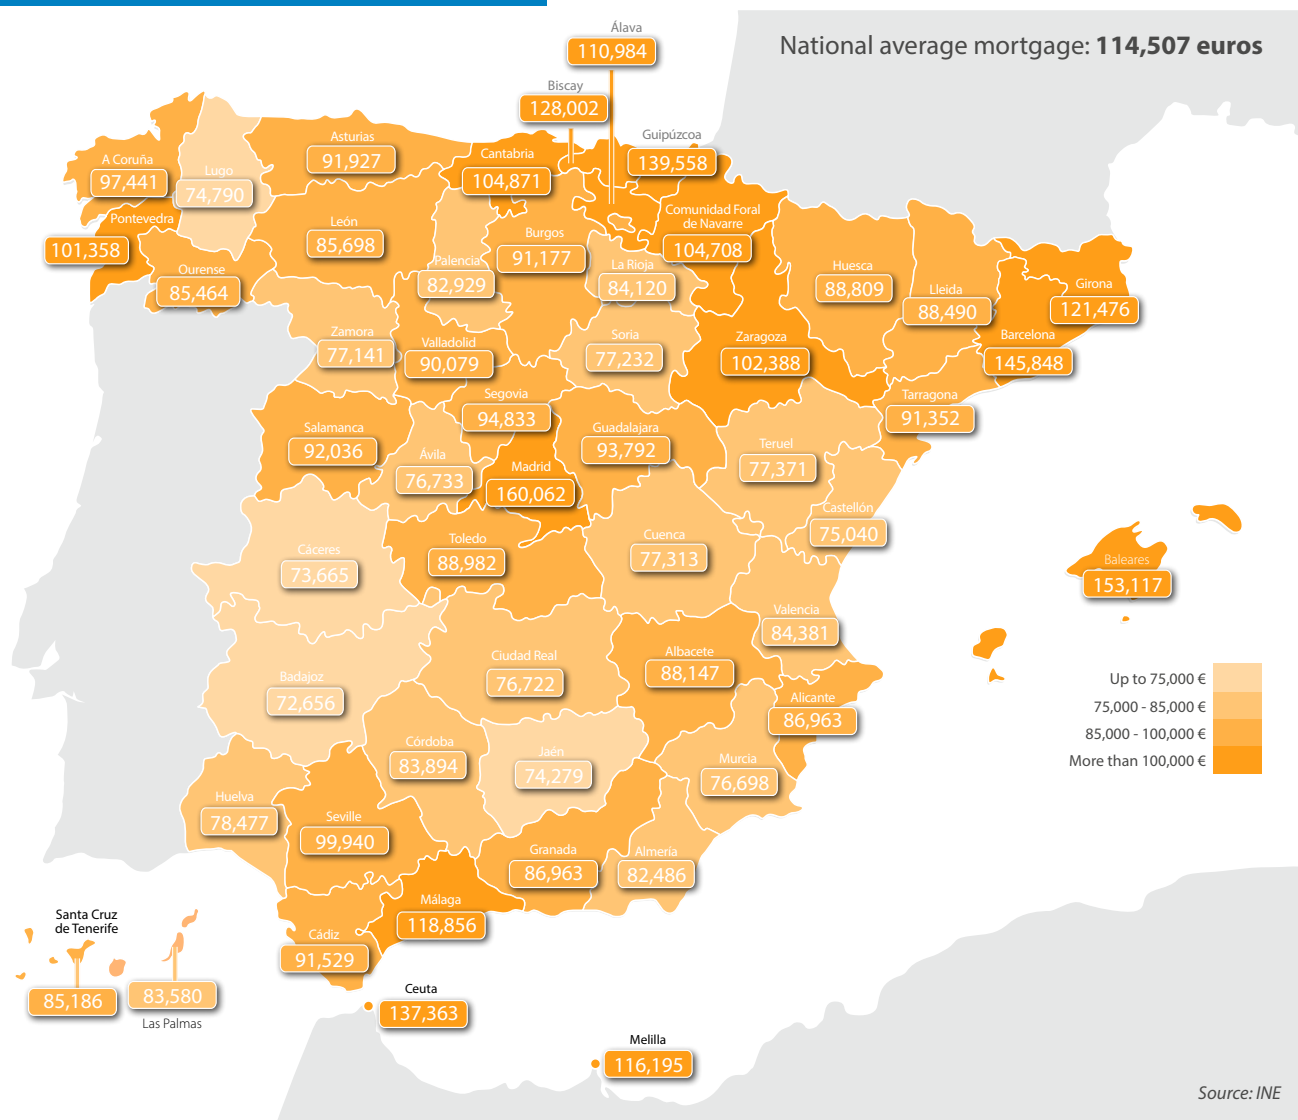 National average mortgage: 114,507 euros
Álava
110,984
Biscay
128,002
Guipúzcoa
139,558
A Coruña
97,441
Lugo
74,790
Asturias
91,927
Cantabria
104,871
Pontevedra
101,358
Ourense
85,464
León
85,698
Palencia
82,929
Burgos
91,177
Comunidad Foral
de Navarre
104,708
La Rioja
84,120
Huesca
88,809
Lleida
88,490
Girona
121,476
Barcelona
145,848
Zamora
77,141
Valladolid
90,079
Soria
77,232
Zaragoza
102,388
Tarragona
91,352
Segovia
94,833
Salamanca
92,036
Ávila
76,733
Madrid
160,062
Guadalajara
93,792
Teruel
77,371
Castellón
75,040
Cáceres
73,665
Toledo
88,982
Cuenca
77,313
Baleares
153,117
Valencia
84,381
Badajoz
72,656
Ciudad Real
76,722
Albacete
88,147
Alicante
86,963
Córdoba
83,894
Jaén
74,279
Murcia
76,698
Huelva
78,477
Seville
99,940
Granada
86,963
Almería
82,486
Málaga
118,856
Cádiz
91,529
Up to 75,000 €
75,000 - 85,000 €
85,000 - 100,000 €
More than 100,000 €
Santa Cruz
de Tenerife
85,186
83,580
Las Palmas
Ceuta
137,363
Melilla
116,195
Source: INE